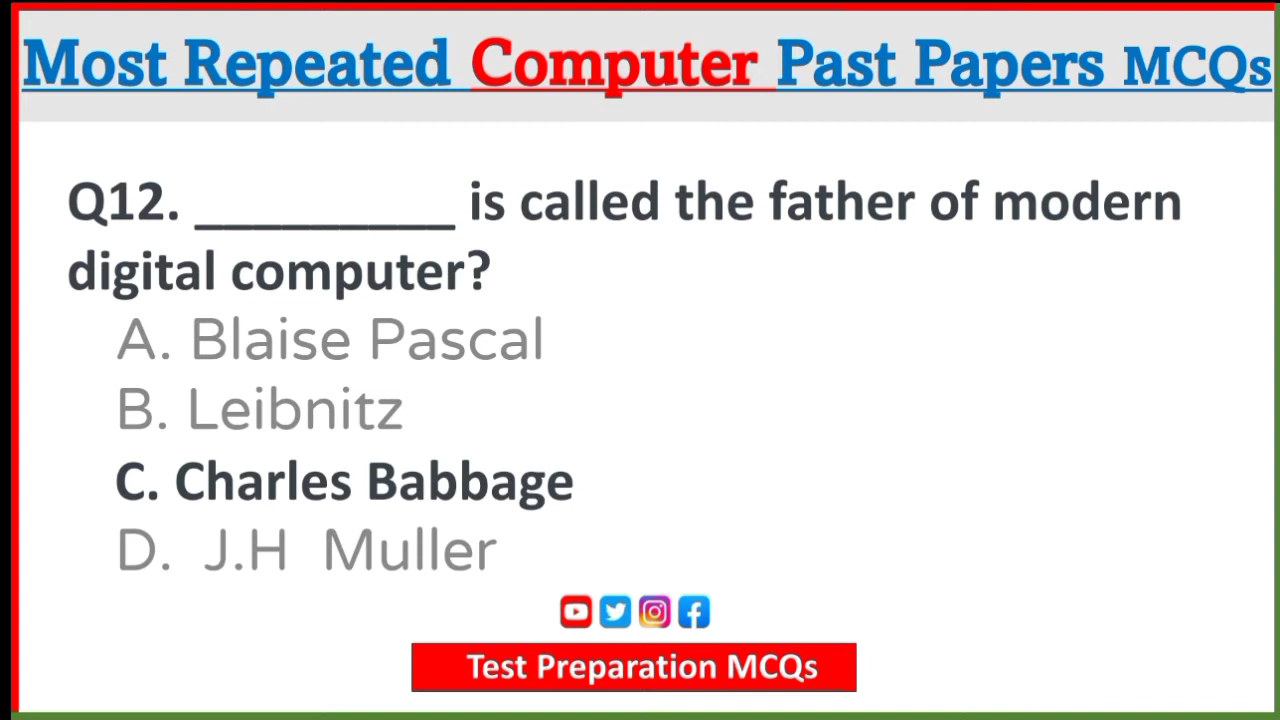 Most Repeated Computer Past Papers MCQs
Q12. _________ is called the father of modern
digital computer?
A. Blaise Pascal
B. Leibnitz
C. Charles Babbage
D. J.H Muller
Test Preparation MCQs